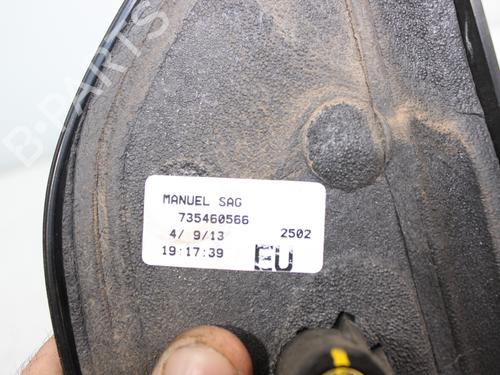 B-PARTS
MANUEL SAG
735460566
4/ 9/13 2502
19:17:39 EU